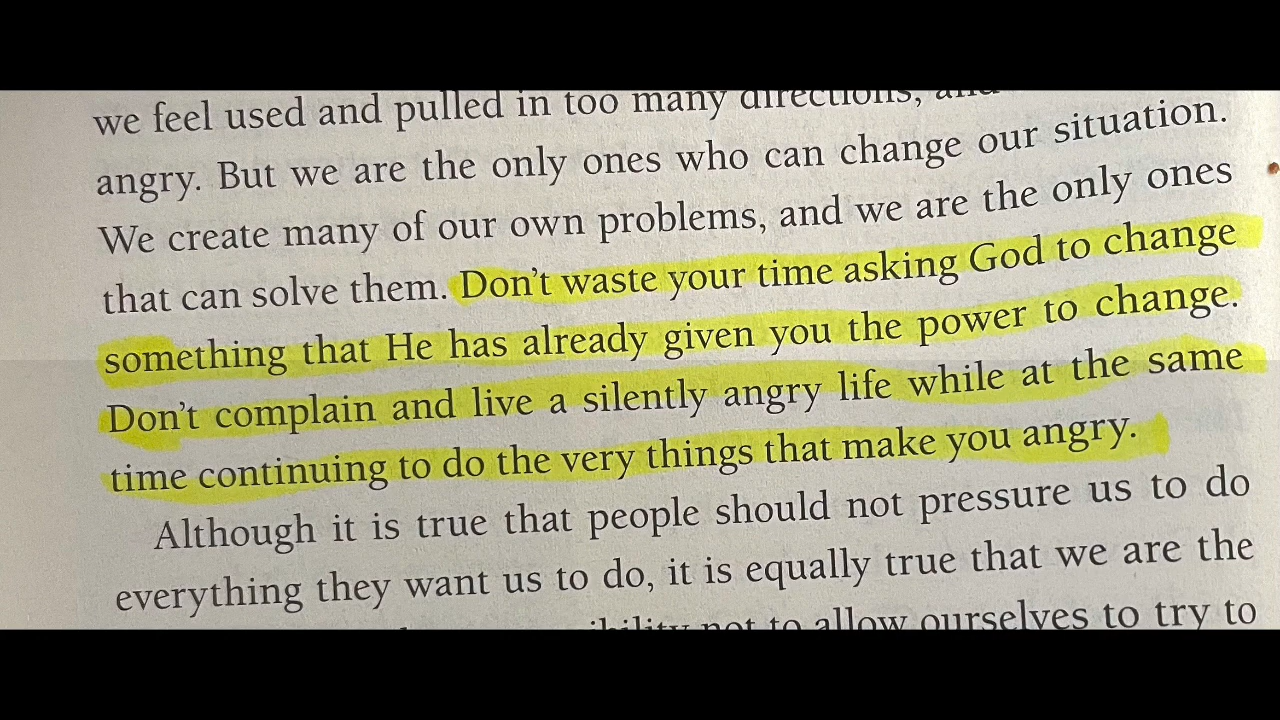 we feel used and pulled in too many directions, and
angry. But we are the only ones who can change our situation.
We create many of our own problems, and we are the only ones
that can solve them. Don't waste your time asking God to change
something that He has already given you the power to change.
Don't complain and live a silently angry life while at the same
time continuing to do the very things that make you angry.
Although it is true that people should not pressure us to do
everything they want us to do, it is equally true that we are the
not to allow ourselves to try to